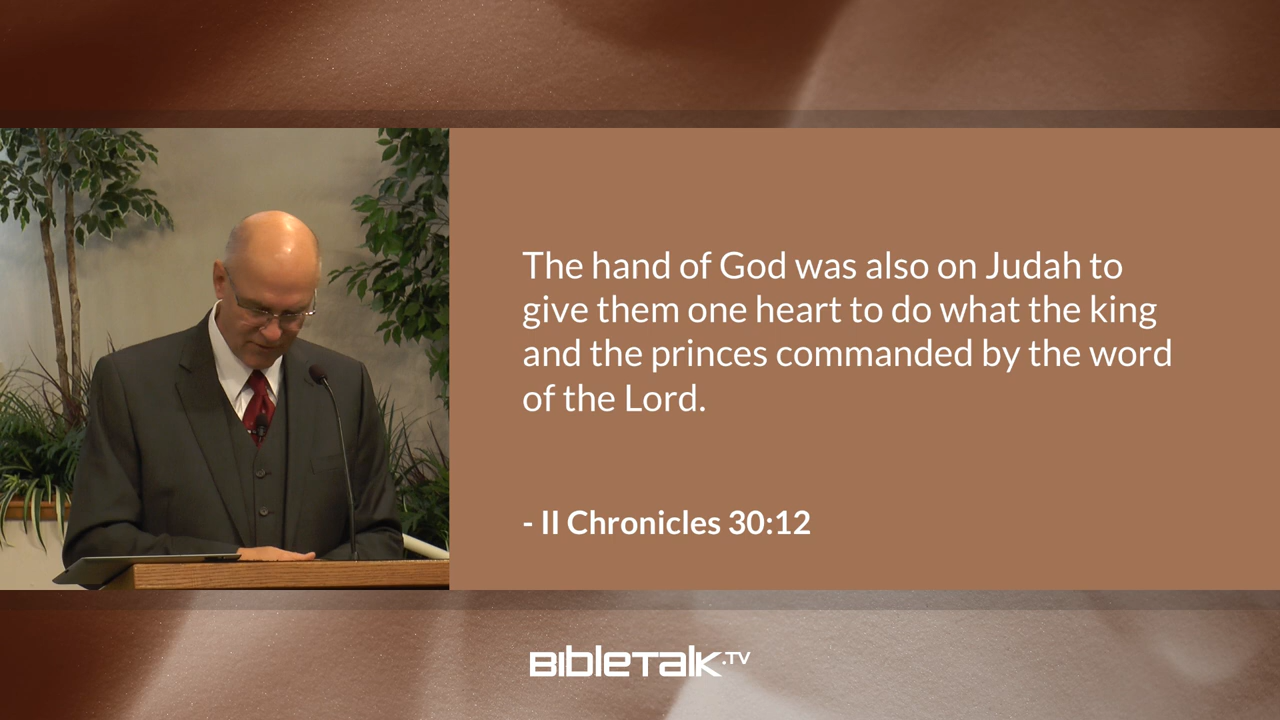 The hand of God was also on Judah to
give them one heart to do what the king
and the princes commanded by the word
of the Lord.
- II Chronicles 30:12
BIBLETALK.TV